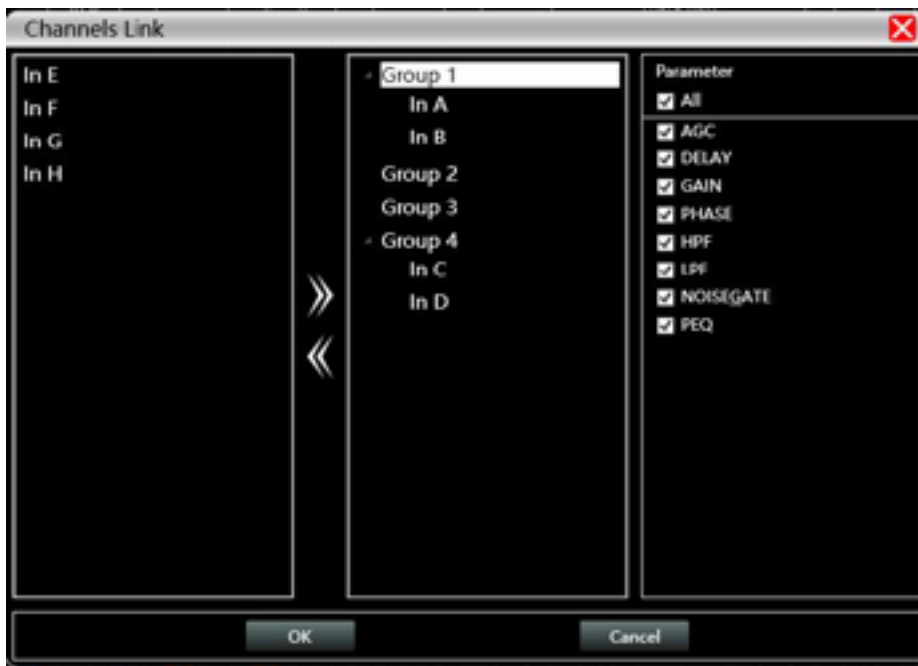 Channels Link
In E
In F
In G
In H
Group 1
In A
In B
Group 2
Group 3
Group 4
In C
In D
Parameter
All
AGC
DELAY
GAIN
PHASE
HPF
LPF
NOISEGATE
PEQ
OK
Cancel